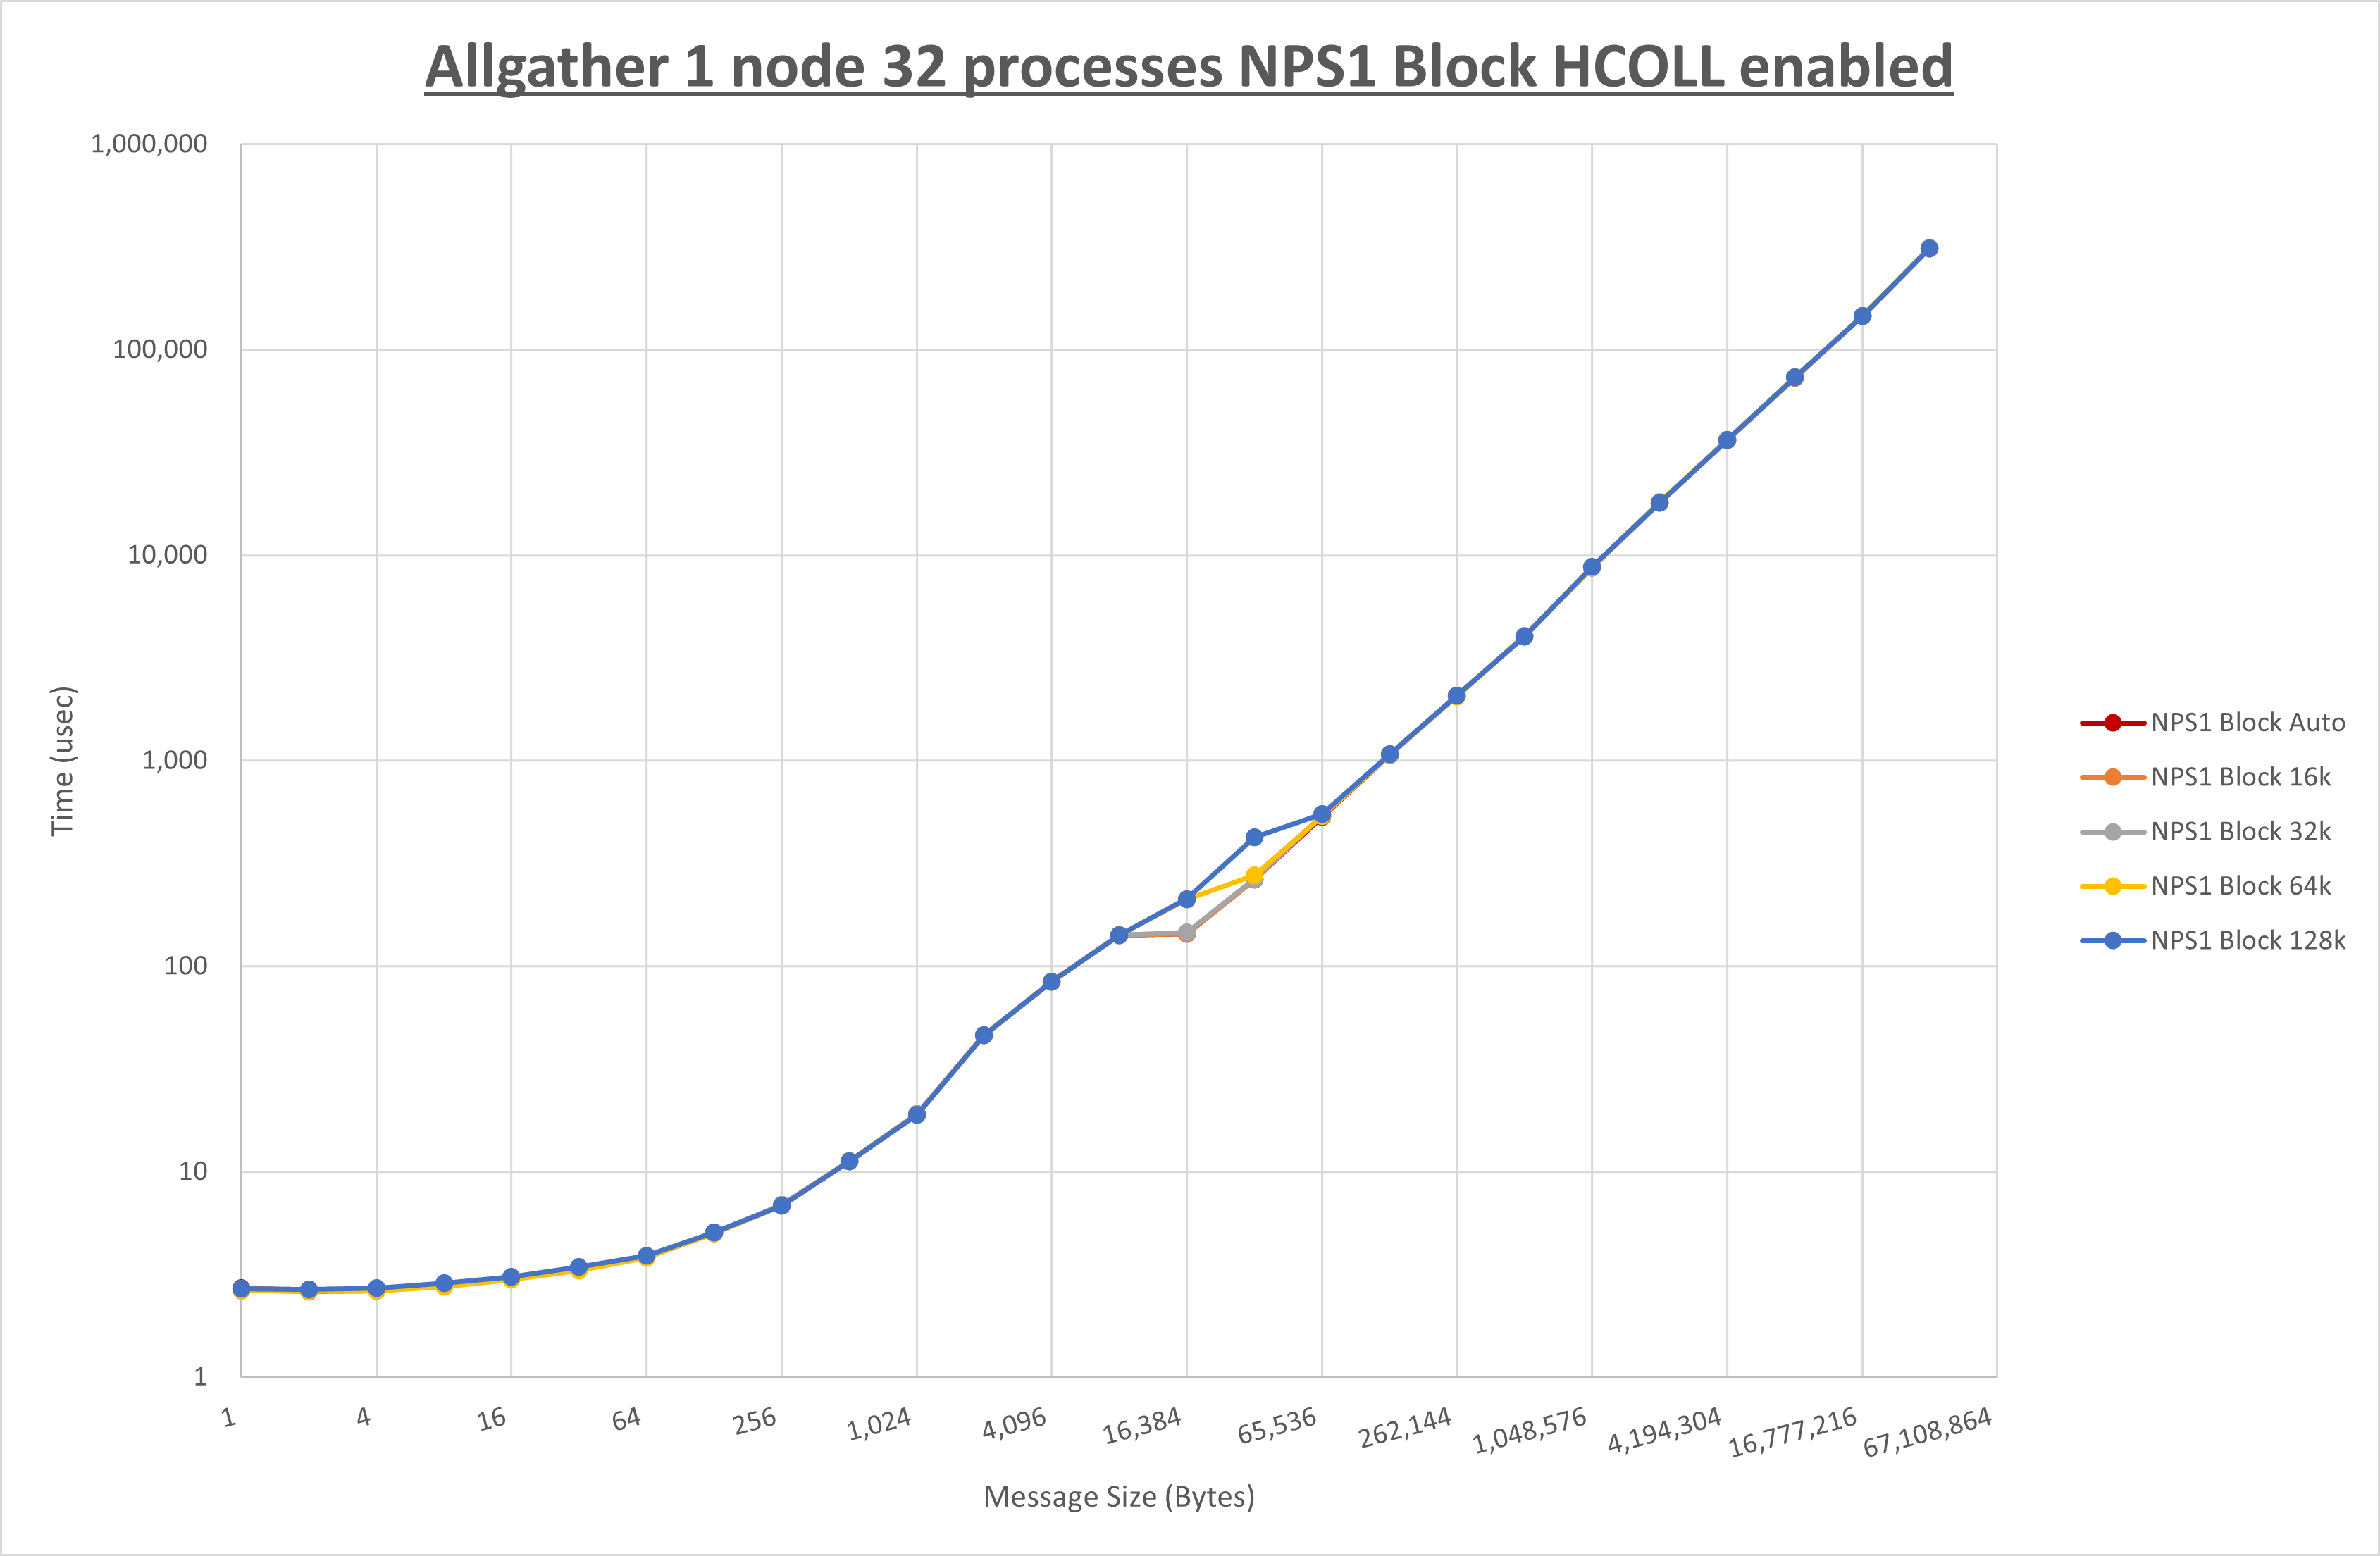 Allgather 1 node 32 processes NPS1 Block HCOLL enabled
1,000,000
100,000
10,000
1,000
100
10
1
Time (usec)
1
4
16
64
256
1,024
4,096
16,384
65,536
262,144
1,048,576
4,194,304
16,777,216
67,108,864
Message Size (Bytes)
NPS1 Block Auto
NPS1 Block 16k
NPS1 Block 32k
NPS1 Block 64k
NPS1 Block 128k